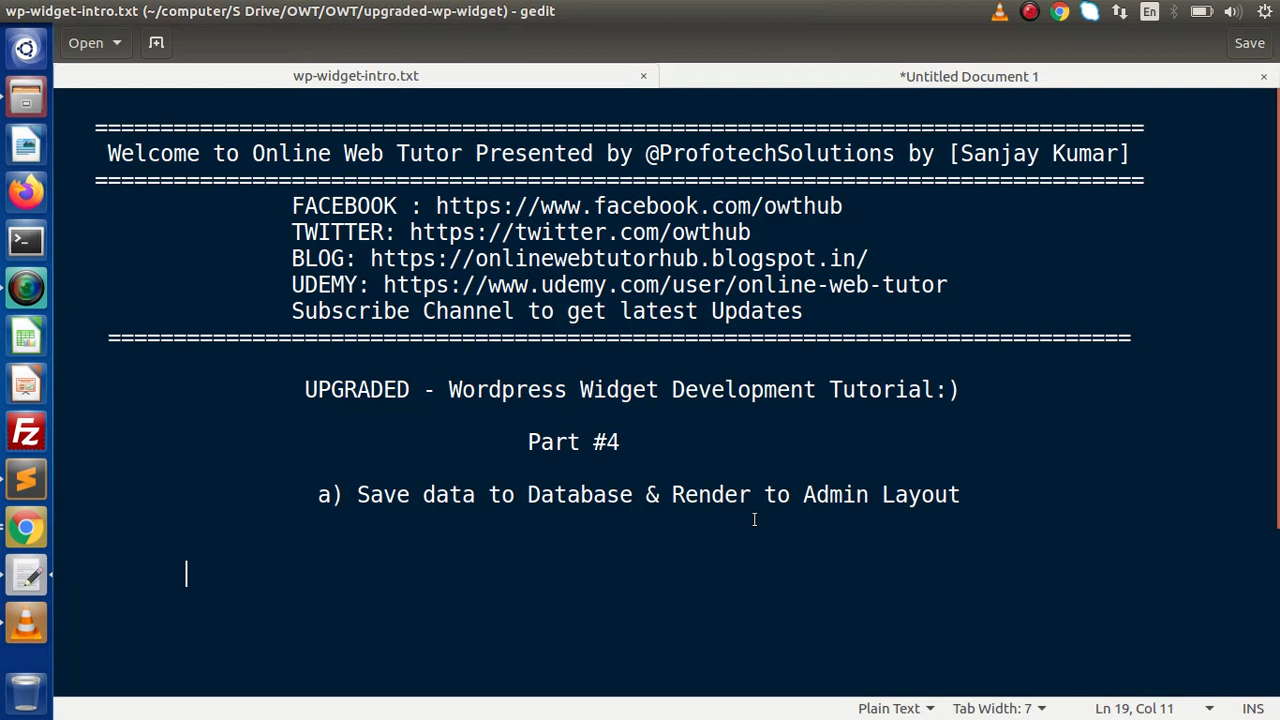 wp-widget-intro.txt (~/computer/S Drive/OWT/OWT/upgraded-wp-widget) - gedit
En
Open
Save
wp-widget-intro.txt ×
*Untitled Document 1 ×
================================================================================
Welcome to Online Web Tutor Presented by @ProfotechSolutions by [Sanjay Kumar]
================================================================================
FACEBOOK : https://www.facebook.com/owthub
TWITTER: https://twitter.com/owthub
BLOG: https://onlinewebtutorhub.blogspot.in/
UDEMY: https://www.udemy.com/user/online-web-tutor
Subscribe Channel to get latest Updates
==============================================================================
UPGRADED - Wordpress Widget Development Tutorial:)
Part #4
a) Save data to Database & Render to Admin Layout
Fz
Plain Text Tab Width: 7 Ln 19, Col 11 INS